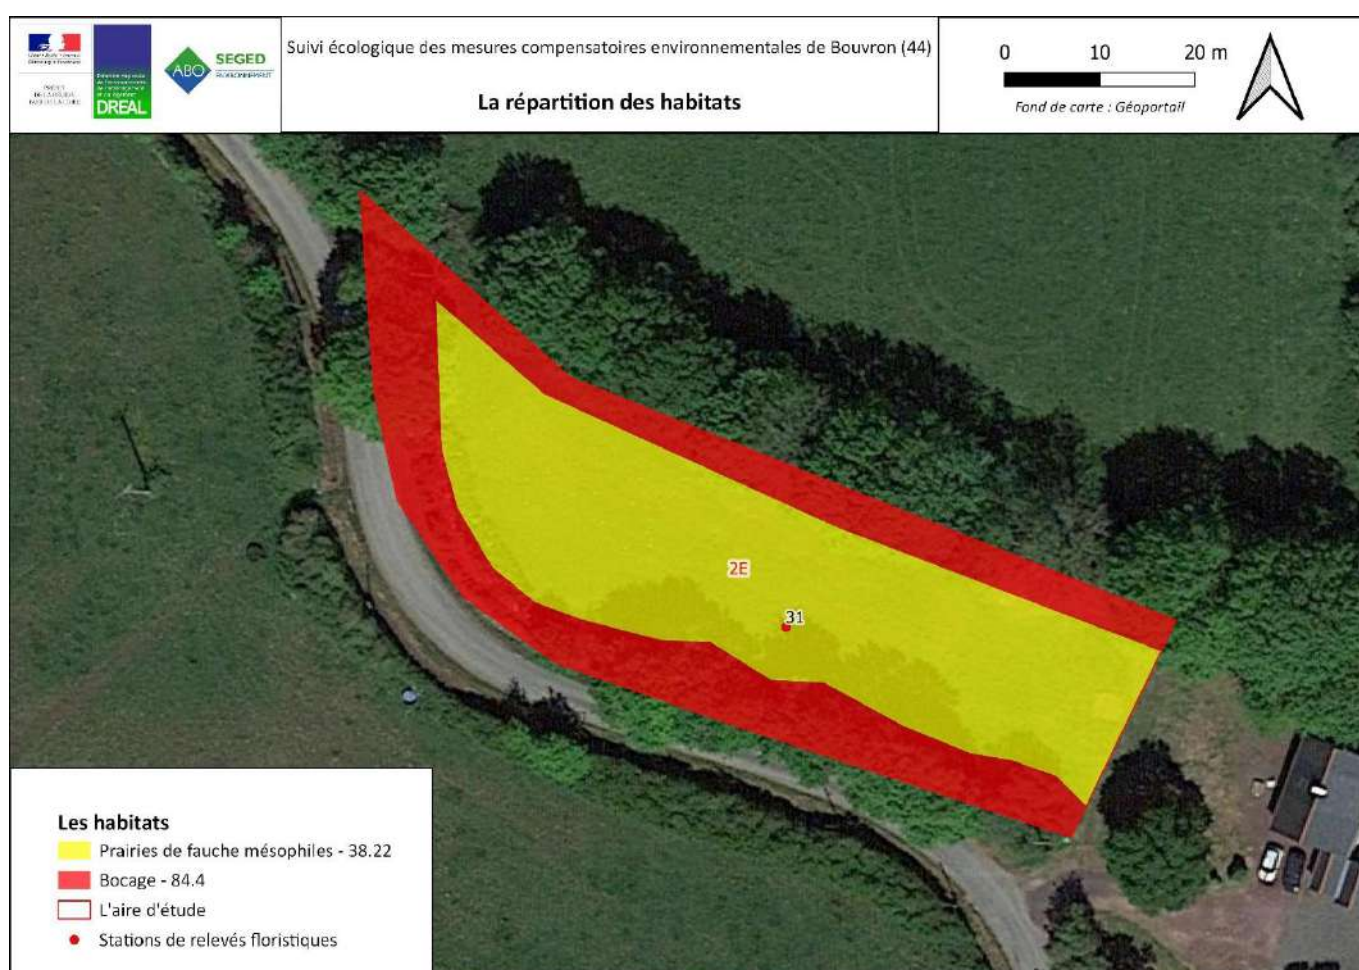 DREAL
ABO
SEGED
ENVIRONNEMENT
Suivi écologique des mesures compensatoires environnementales de Bouvron (44)
La répartition des habitats
0 10 20 m
Fond de carte : Géoportail
2E
31
Les habitats
Prairies de fauche mésophiles - 38.22
Bocage - 84.4
L'aire d'étude
Stations de relevés floristiques